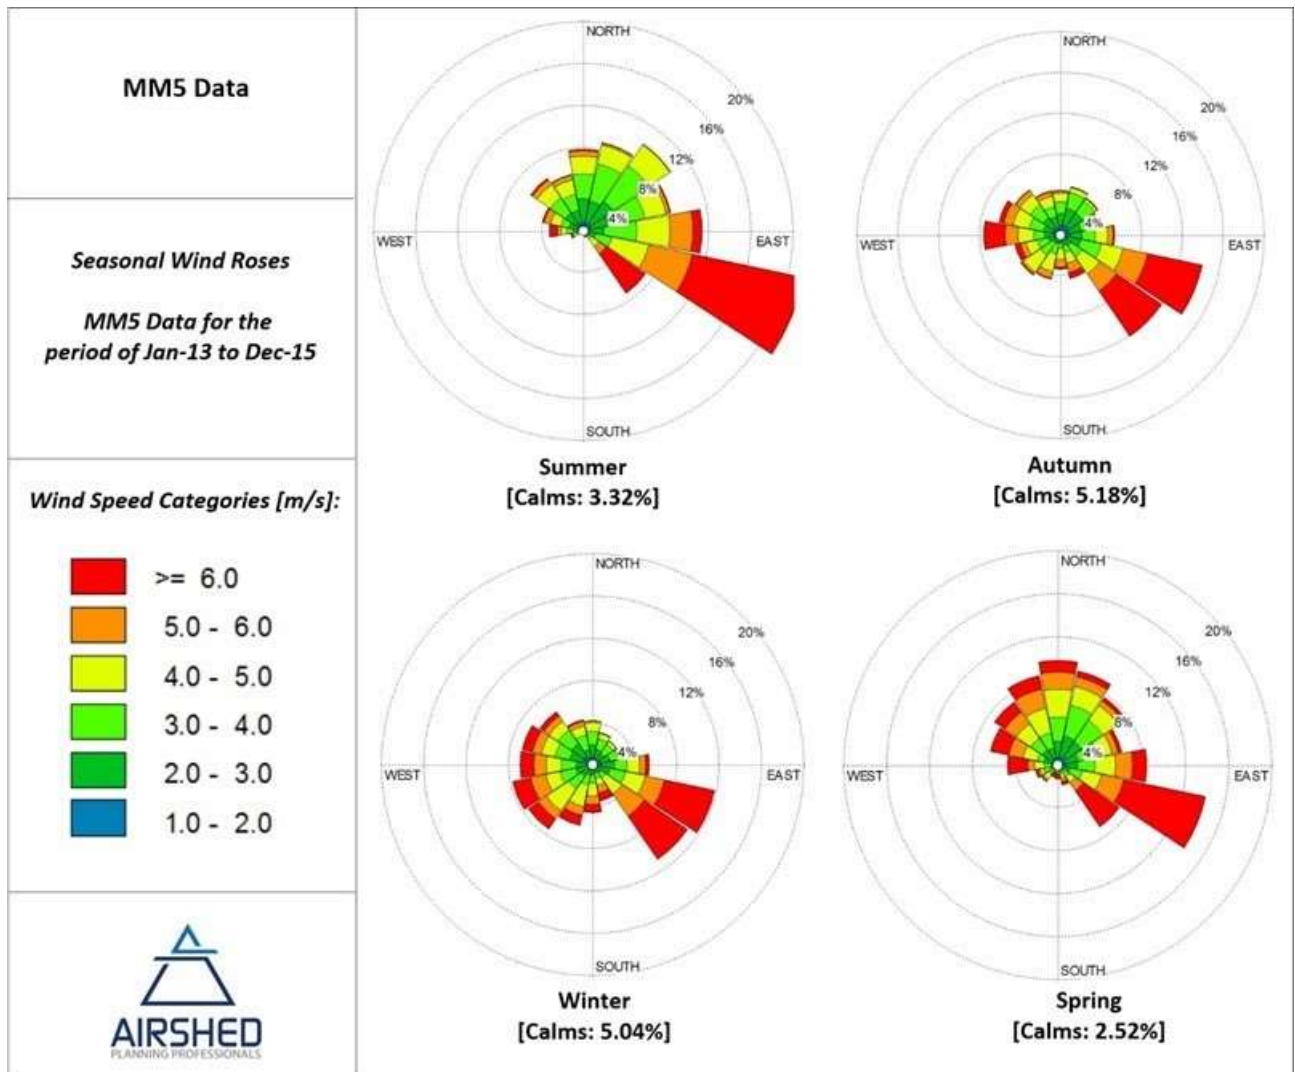 MM5 Data
Seasonal Wind Roses
MM5 Data for the
period of Jan-13 to Dec-15
Wind Speed Categories [m/s]:
>= 6.0
5.0 - 6.0
4.0 - 5.0
3.0 - 4.0
2.0 - 3.0
1.0 - 2.0
AIRSHED
PLANNING PROFESSIONALS
NORTH
20%
16%
12%
8%
4%
WEST
EAST
SOUTH
Summer
[Calms: 3.32%]
NORTH
20%
16%
12%
8%
4%
WEST
EAST
SOUTH
Autumn
[Calms: 5.18%]
NORTH
20%
16%
12%
8%
4%
WEST
EAST
SOUTH
Winter
[Calms: 5.04%]
NORTH
20%
16%
12%
8%
4%
WEST
EAST
SOUTH
Spring
[Calms: 2.52%]